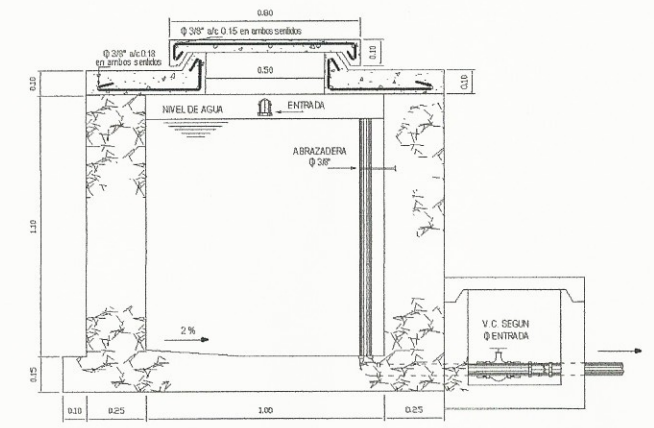 0.80
ϕ 3/8" a/c 0.15 en ambos sentidos
ϕ 3/8" a/c 0.18
en ambos sentidos
0.10
0.50
0.10
0.10
NIVEL DE AGUA
ENTRADA
ABRAZADERA
ϕ 3/8"
1.10
2 %
V.C. SEGUN
ϕ ENTRADA
0.15
0.10
0.25
1.00
0.25